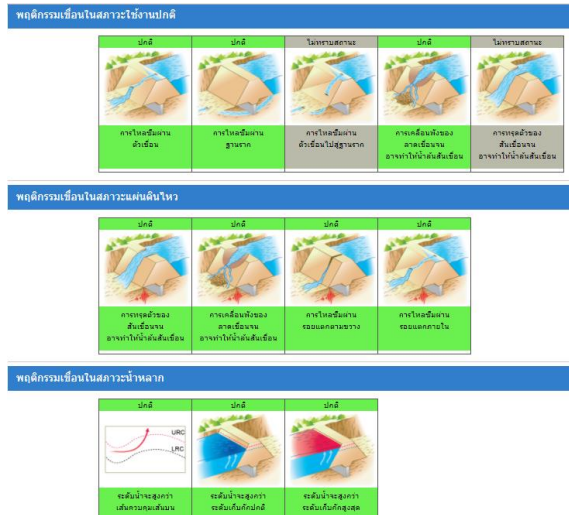 พฤติกรรมเขื่อนในสภาวะใช้งานปกติ
ปกติ ปกติ ไม่ทราบสถานะ ปกติ ไม่ทราบสถานะ
การไหลซึมผ่าน
ตัวเขื่อน
การไหลซึมผ่าน
ฐานราก
การไหลซึมผ่าน
ตัวเขื่อนไปสู่ฐานราก
การเคลื่อนพังของ
ลาดเขื่อนจน
อาจทำให้น้ำล้นสันเขื่อน
การทรุดตัวของ
สันเขื่อนจน
อาจทำให้น้ำล้นสันเขื่อน
พฤติกรรมเขื่อนในสภาวะแผ่นดินไหว
ปกติ ปกติ ปกติ ปกติ
การทรุดตัวของ
สันเขื่อนจน
อาจทำให้น้ำล้นสันเขื่อน
การเคลื่อนพังของ
ลาดเขื่อนจน
อาจทำให้น้ำล้นสันเขื่อน
การไหลซึมผ่าน
รอยแตกตามขวาง
การไหลซึมผ่าน
รอยแตกภายใน
พฤติกรรมเขื่อนในสภาวะน้ำหลาก
ปกติ ปกติ ปกติ
URC
LRC
ระดับน้ำจะสูงกว่า
เส้นควบคุมเส้นบน
ระดับน้ำจะสูงกว่า
ระดับเก็บกักปกติ
ระดับน้ำจะสูงกว่า
ระดับเก็บกักสูงสุด